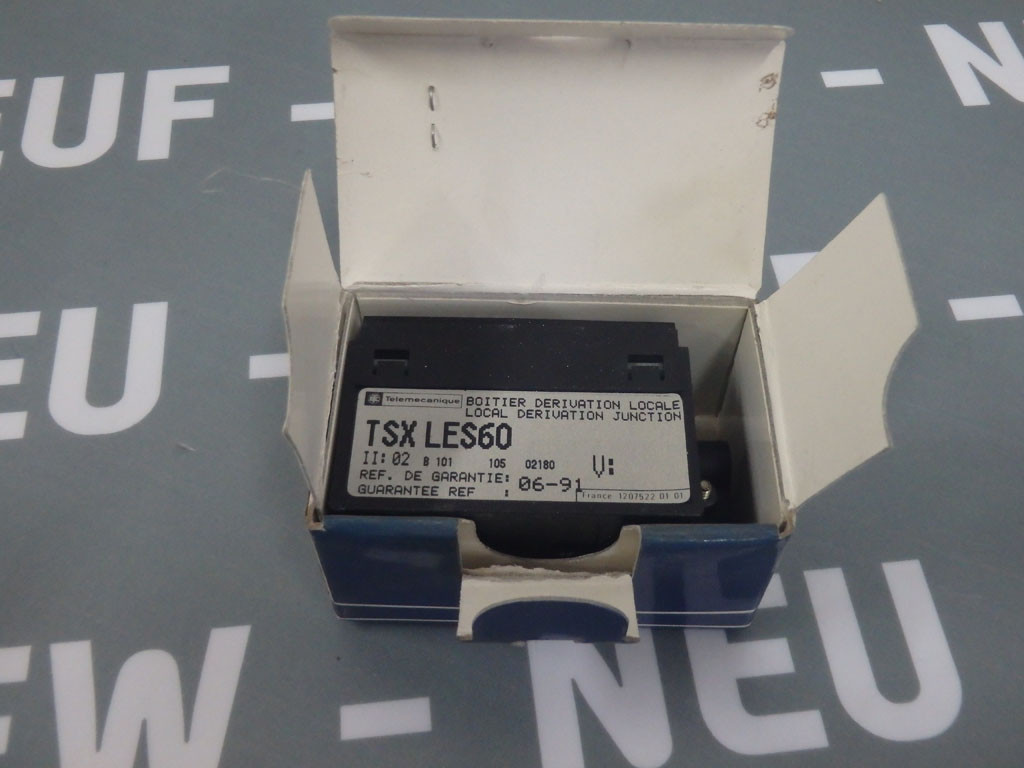 EUF -
- N
EU -
-
Telemecanique BOITIER DERIVATION LOCALE
LOCAL DERIVATION JUNCTION
TSX LES60
II: 02 B 101 105 02180 V:
REF. DE GARANTIE: 06-91
GUARANTEE REF :
France 1207522 01 01
EW - NEU